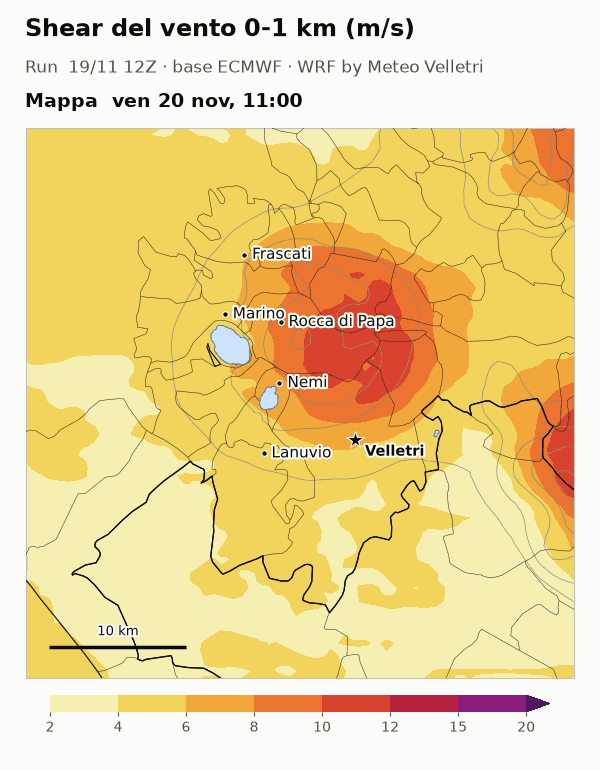 Shear del vento 0-1 km (m/s)
Run  19/11 12Z · base ECMWF · WRF by Meteo Velletri
Mappa  ven 20 nov, 11:00
Frascati
Marino
Rocca di Papa
Nemi
Velletri
Lanuvio
10 km
2 4 6 8 10 12 15 20